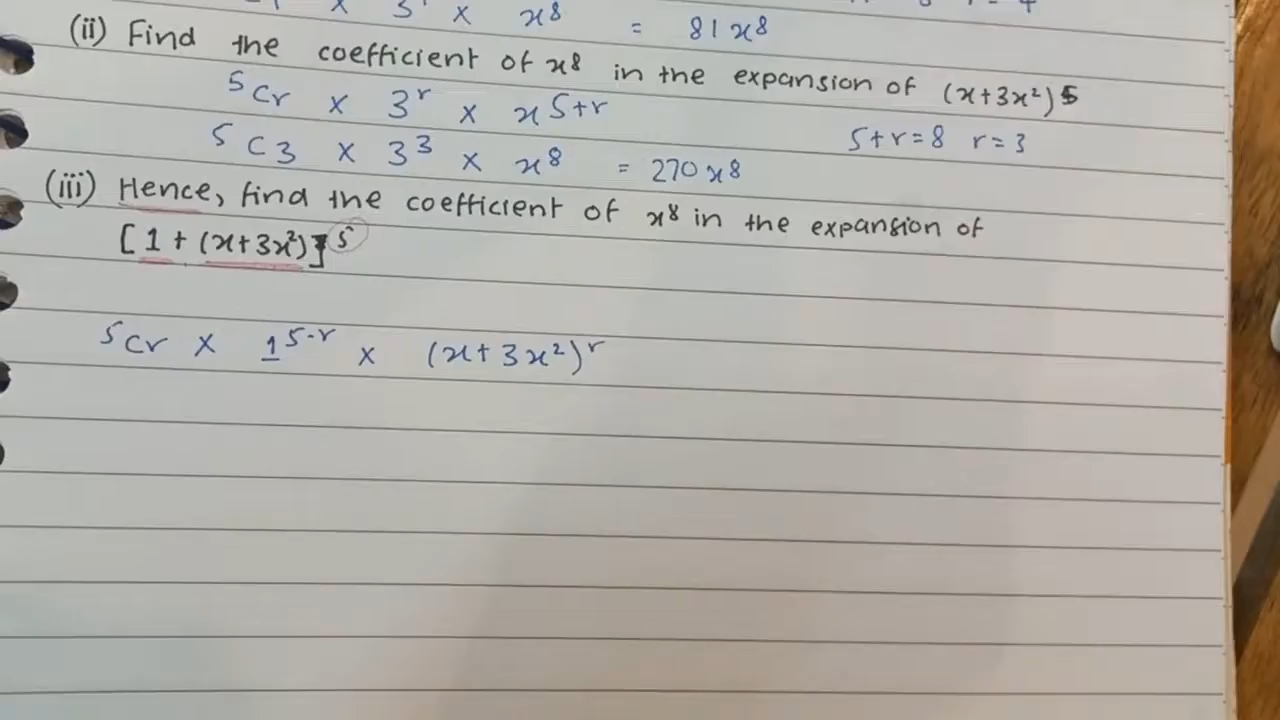 x 3 x x⁸ = 81x⁸
(ii) Find the coefficient of x⁸ in the expansion of (x+3x²)⁵
⁵Cr x 3ʳ x x⁵⁺ʳ
5+r=8 r=3
⁵C₃ x 3³ x x⁸ = 270x⁸
(iii) Hence, find the coefficient of x⁸ in the expansion of
[1 + (x+3x²)]⁵
⁵Cr x 1⁵⁻ʳ x (x+3x²)ʳ